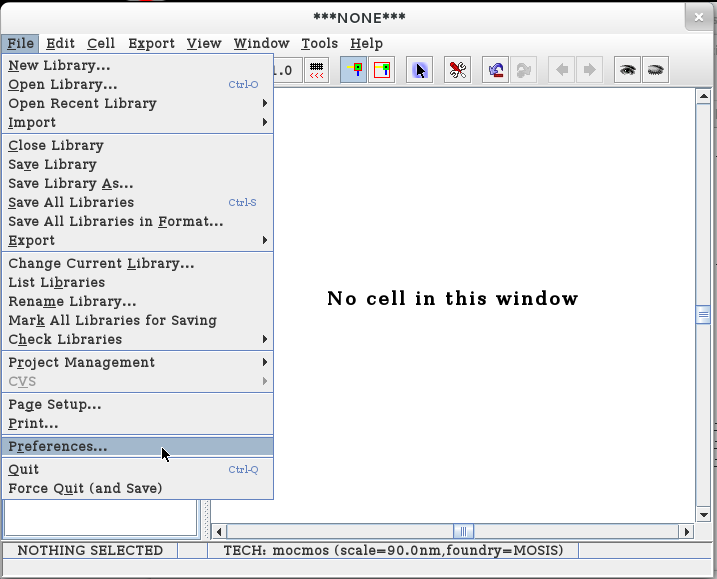 ***NONE***
File Edit Cell Export View Window Tools Help
1.0
New Library...
Open Library... Ctrl-O
Open Recent Library
Import
Close Library
Save Library
Save Library As...
Save All Libraries Ctrl-S
Save All Libraries in Format...
Export
Change Current Library...
List Libraries
Rename Library...
Mark All Libraries for Saving
Check Libraries
Project Management
CVS
Page Setup...
Print...
Preferences...
Quit Ctrl-Q
Force Quit (and Save)
No cell in this window
NOTHING SELECTED TECH: mocmos (scale=90.0nm,foundry=MOSIS)